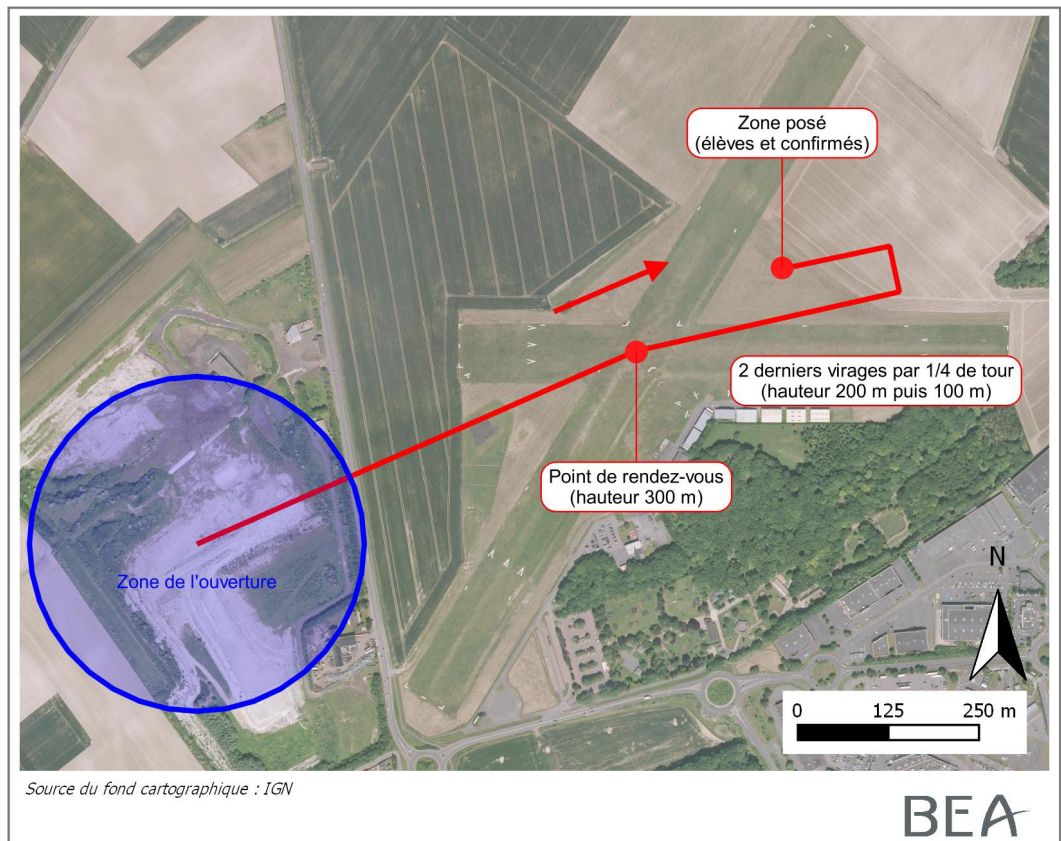 Zone posé
(élèves et confirmés)
2 derniers virages par 1/4 de tour
(hauteur 200 m puis 100 m)
Point de rendez-vous
(hauteur 300 m)
Zone de l'ouverture
N
0 125 250 m
Source du fond cartographique : IGN
BEA